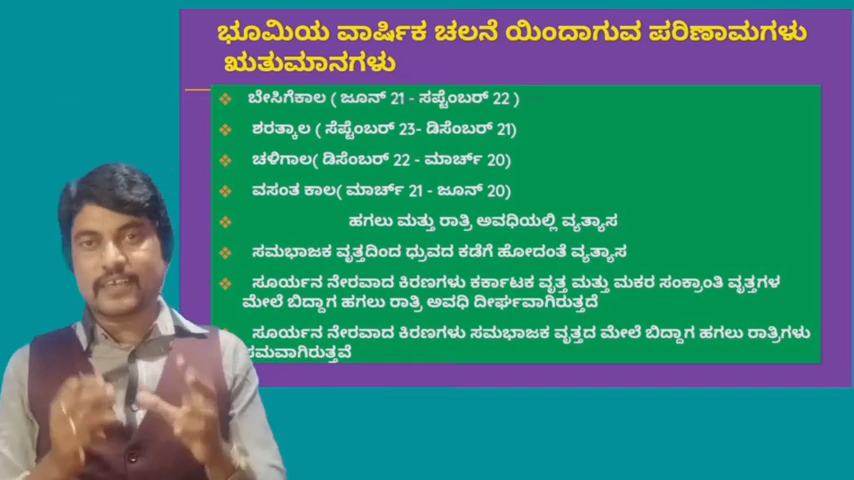 ಭೂಮಿಯ ವಾರ್ಷಿಕ ಚಲನೆ ಯಿಂದಾಗುವ ಪರಿಣಾಮಗಳು
ಋತುಮಾನಗಳು
ಬೇಸಿಗೆಕಾಲ ( ಜೂನ್ 21 - ಸಪ್ಟೆಂಬರ್ 22 )
ಶರತ್ಕಾಲ ( ಸೆಪ್ಟೆಂಬರ್ 23- ಡಿಸೆಂಬರ್ 21)
ಚಳಿಗಾಲ( ಡಿಸೆಂಬರ್ 22 - ಮಾರ್ಚ್ 20)
ವಸಂತ ಕಾಲ( ಮಾರ್ಚ್ 21 - ಜೂನ್ 20)
ಹಗಲು ಮತ್ತು ರಾತ್ರಿ ಅವಧಿಯಲ್ಲಿ ವ್ಯತ್ಯಾಸ
ಸಮಭಾಜಕ ವೃತ್ತದಿಂದ ಧ್ರುವದ ಕಡೆಗೆ ಹೋದಂತೆ ವ್ಯತ್ಯಾಸ
ಸೂರ್ಯನ ನೇರವಾದ ಕಿರಣಗಳು ಕರ್ಕಾಟಕ ವೃತ್ತ ಮತ್ತು ಮಕರ ಸಂಕ್ರಾಂತಿ ವೃತ್ತಗಳ
ಮೇಲೆ ಬಿದ್ದಾಗ ಹಗಲು ರಾತ್ರಿ ಅವಧಿ ದೀರ್ಘವಾಗಿರುತ್ತದೆ
ಸೂರ್ಯನ ನೇರವಾದ ಕಿರಣಗಳು ಸಮಭಾಜಕ ವೃತ್ತದ ಮೇಲೆ ಬಿದ್ದಾಗ ಹಗಲು ರಾತ್ರಿಗಳು
ಸಮವಾಗಿರುತ್ತವೆ